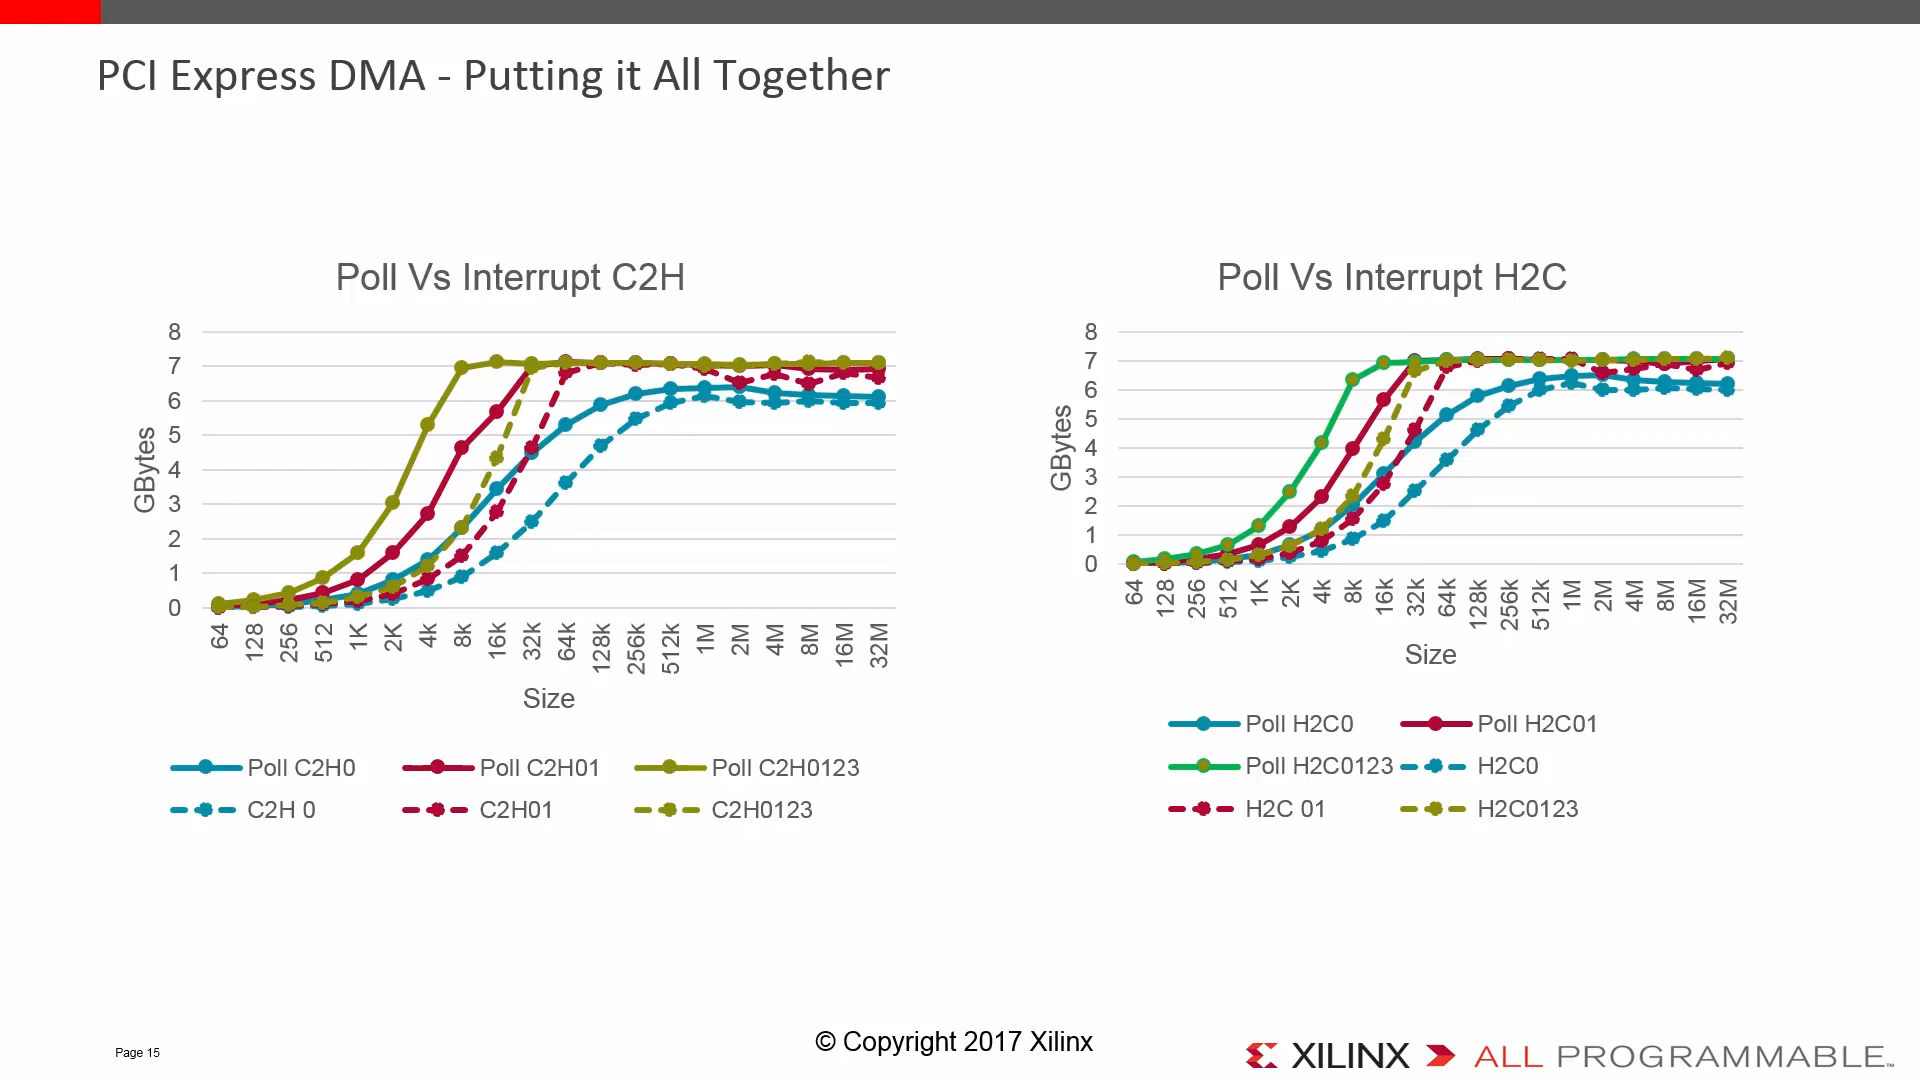 PCI Express DMA - Putting it All Together
Poll Vs Interrupt C2H
8
7
6
5
4
3
2
1
0
GBytes
64 128 256 512 1K 2K 4k 8k 16k 32k 64k 128k 256k 512k 1M 2M 4M 8M 16M 32M
Size
Poll C2H0 Poll C2H01 Poll C2H0123
C2H 0 C2H01 C2H0123
Poll Vs Interrupt H2C
8
7
6
5
4
3
2
1
0
GBytes
64 128 256 512 1K 2K 4k 8k 16k 32k 64k 128k 256k 512k 1M 2M 4M 8M 16M 32M
Size
Poll H2C0 Poll H2C01
Poll H2C0123 H2C0
H2C 01 H2C0123
Page 15
© Copyright 2017 Xilinx
XILINX ALL PROGRAMMABLE™